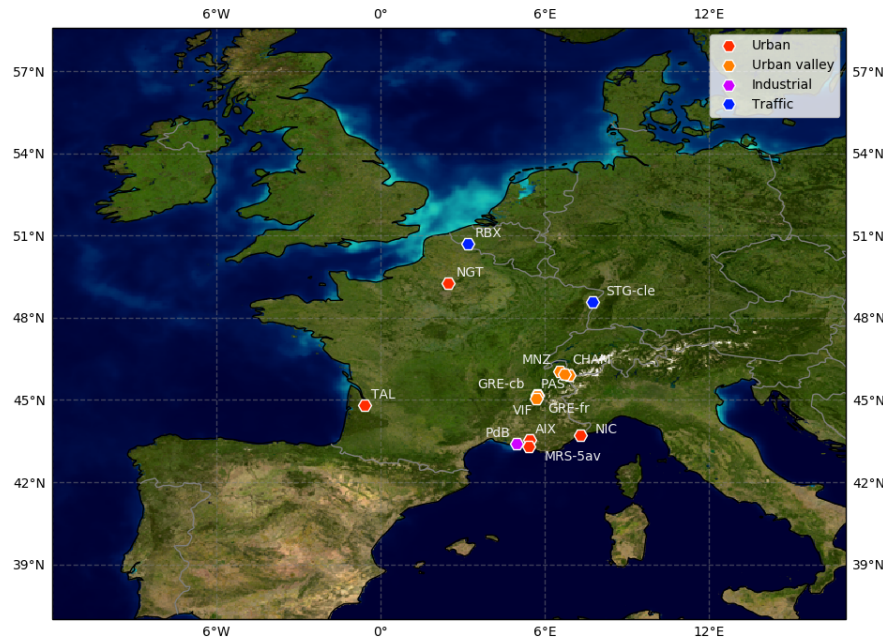 6°W 0° 6°E 12°E
Urban
Urban valley
Industrial
Traffic
57°N 57°N
54°N 54°N
51°N 51°N
RBX
NGT
STG-cle
48°N 48°N
MNZ CHAM
GRE-cb PAS
TAL
45°N 45°N
VIF GRE-fr
PdB AIX NIC
MRS-5av
42°N 42°N
39°N 39°N
6°W 0° 6°E 12°E